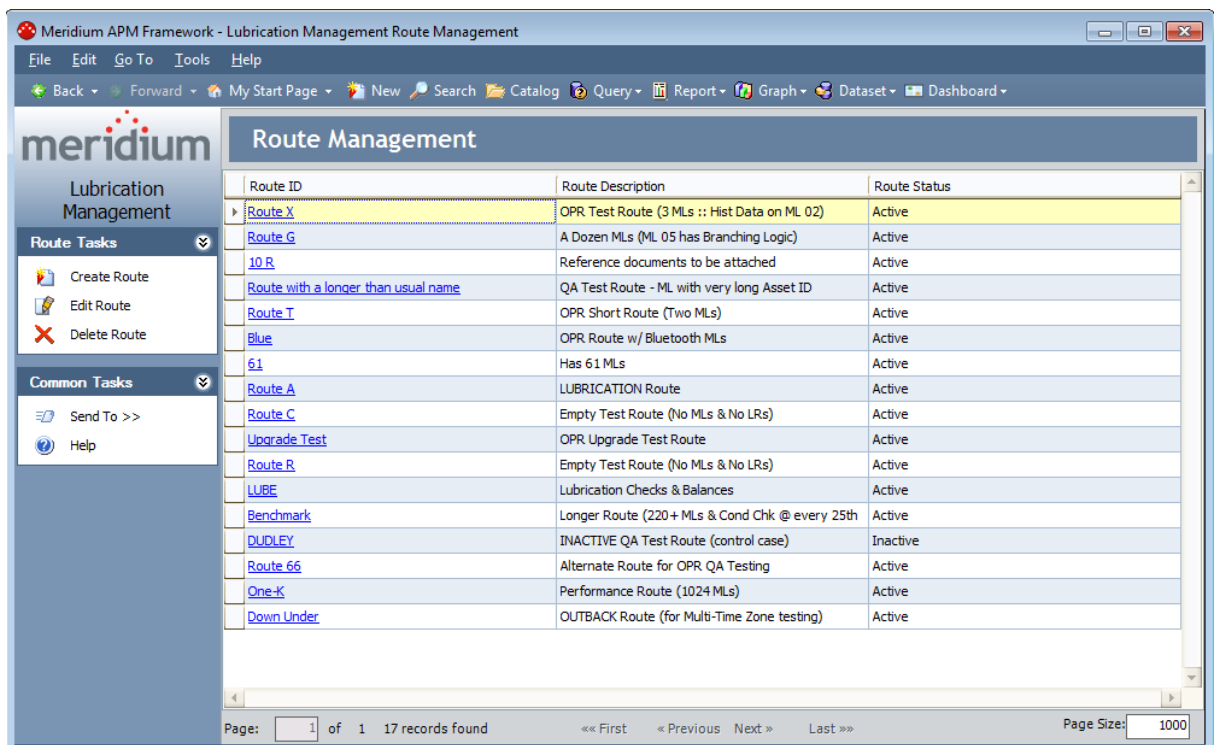 Meridium APM Framework - Lubrication Management Route Management
File Edit Go To Tools Help
Back Forward My Start Page New Search Catalog Query Report Graph Dataset Dashboard
meridium
Lubrication
Management
Route Tasks
Create Route
Edit Route
Delete Route
Common Tasks
Send To >>
Help
Route Management
Route ID Route Description Route Status
Route X OPR Test Route (3 MLs :: Hist Data on ML 02) Active
Route G A Dozen MLs (ML 05 has Branching Logic) Active
10 R Reference documents to be attached Active
Route with a longer than usual name QA Test Route - ML with very long Asset ID Active
Route T OPR Short Route (Two MLs) Active
Blue OPR Route w/ Bluetooth MLs Active
61 Has 61 MLs Active
Route A LUBRICATION Route Active
Route C Empty Test Route (No MLs & No LRs) Active
Upgrade Test OPR Upgrade Test Route Active
Route R Empty Test Route (No MLs & No LRs) Active
LUBE Lubrication Checks & Balances Active
Benchmark Longer Route (220+ MLs & Cond Chk @ every 25th Active
DUDLEY INACTIVE QA Test Route (control case) Inactive
Route 66 Alternate Route for OPR QA Testing Active
One-K Performance Route (1024 MLs) Active
Down Under OUTBACK Route (for Multi-Time Zone testing) Active
Page: 1 of 1 17 records found «« First « Previous Next » Last »» Page Size: 1000